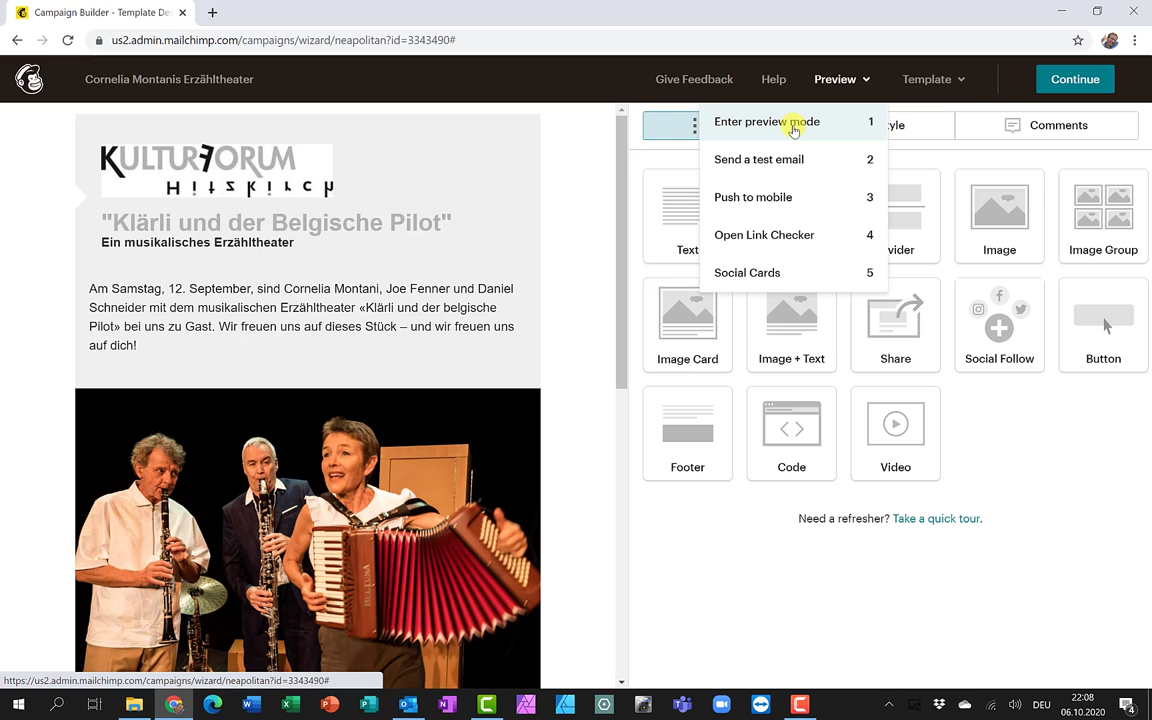 Campaign Builder - Template De
us2.admin.mailchimp.com/campaigns/wizard/neapolitan?id=3343490#
Cornelia Montanis Erzähltheater
Give Feedback
Help
Preview
Template
Continue
Enter preview mode 1
Send a test email 2
Push to mobile 3
Open Link Checker 4
Social Cards 5
Comments
KULTURFORUM
Hitzkirch
"Klärli und der Belgische Pilot"
Ein musikalisches Erzähltheater
Am Samstag, 12. September, sind Cornelia Montani, Joe Fenner und Daniel
Schneider mit dem musikalischen Erzähltheater «Klärli und der belgische
Pilot» bei uns zu Gast. Wir freuen uns auf dieses Stück – und wir freuen uns
auf dich!
Text
Image
Image Group
Image Card
Image + Text
Share
Social Follow
Button
Footer
Code
Video
Need a refresher? Take a quick tour.
https://us2.admin.mailchimp.com/campaigns/wizard/neapolitan?id=3343490#
DEU
22:08
06.10.2020
4